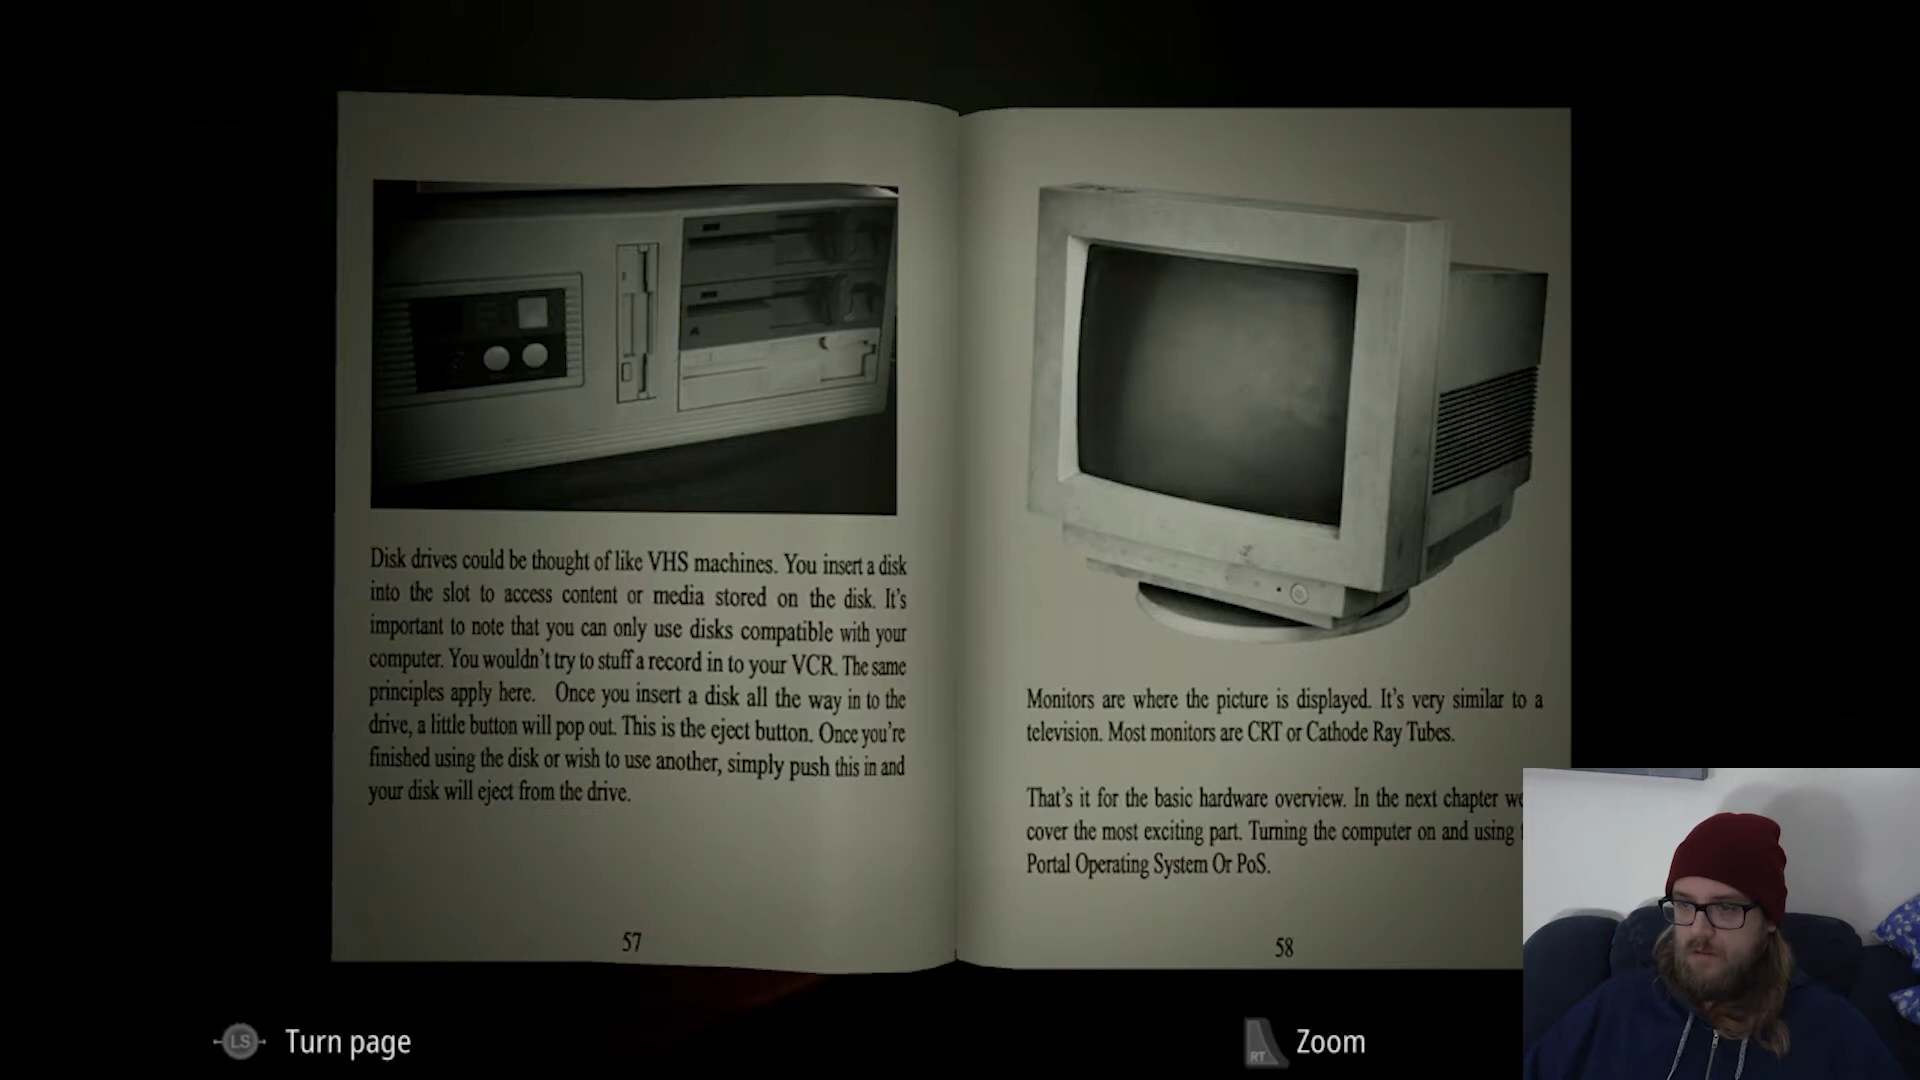 Disk drives could be thought of like VHS machines. You insert a disk
into the slot to access content or media stored on the disk. It's
important to note that you can only use disks compatible with your
computer. You wouldn't try to stuff a record in to your VCR. The same
principles apply here. Once you insert a disk all the way in to the
drive, a little button will pop out. This is the eject button. Once you're
finished using the disk or wish to use another, simply push this in and
your disk will eject from the drive.
57
Monitors are where the picture is displayed. It's very similar to a
television. Most monitors are CRT or Cathode Ray Tubes.
That's it for the basic hardware overview. In the next chapter
cover the most exciting part. Turning the computer on and using
Portal Operating System Or PoS.
58
LS Turn page
RT Zoom